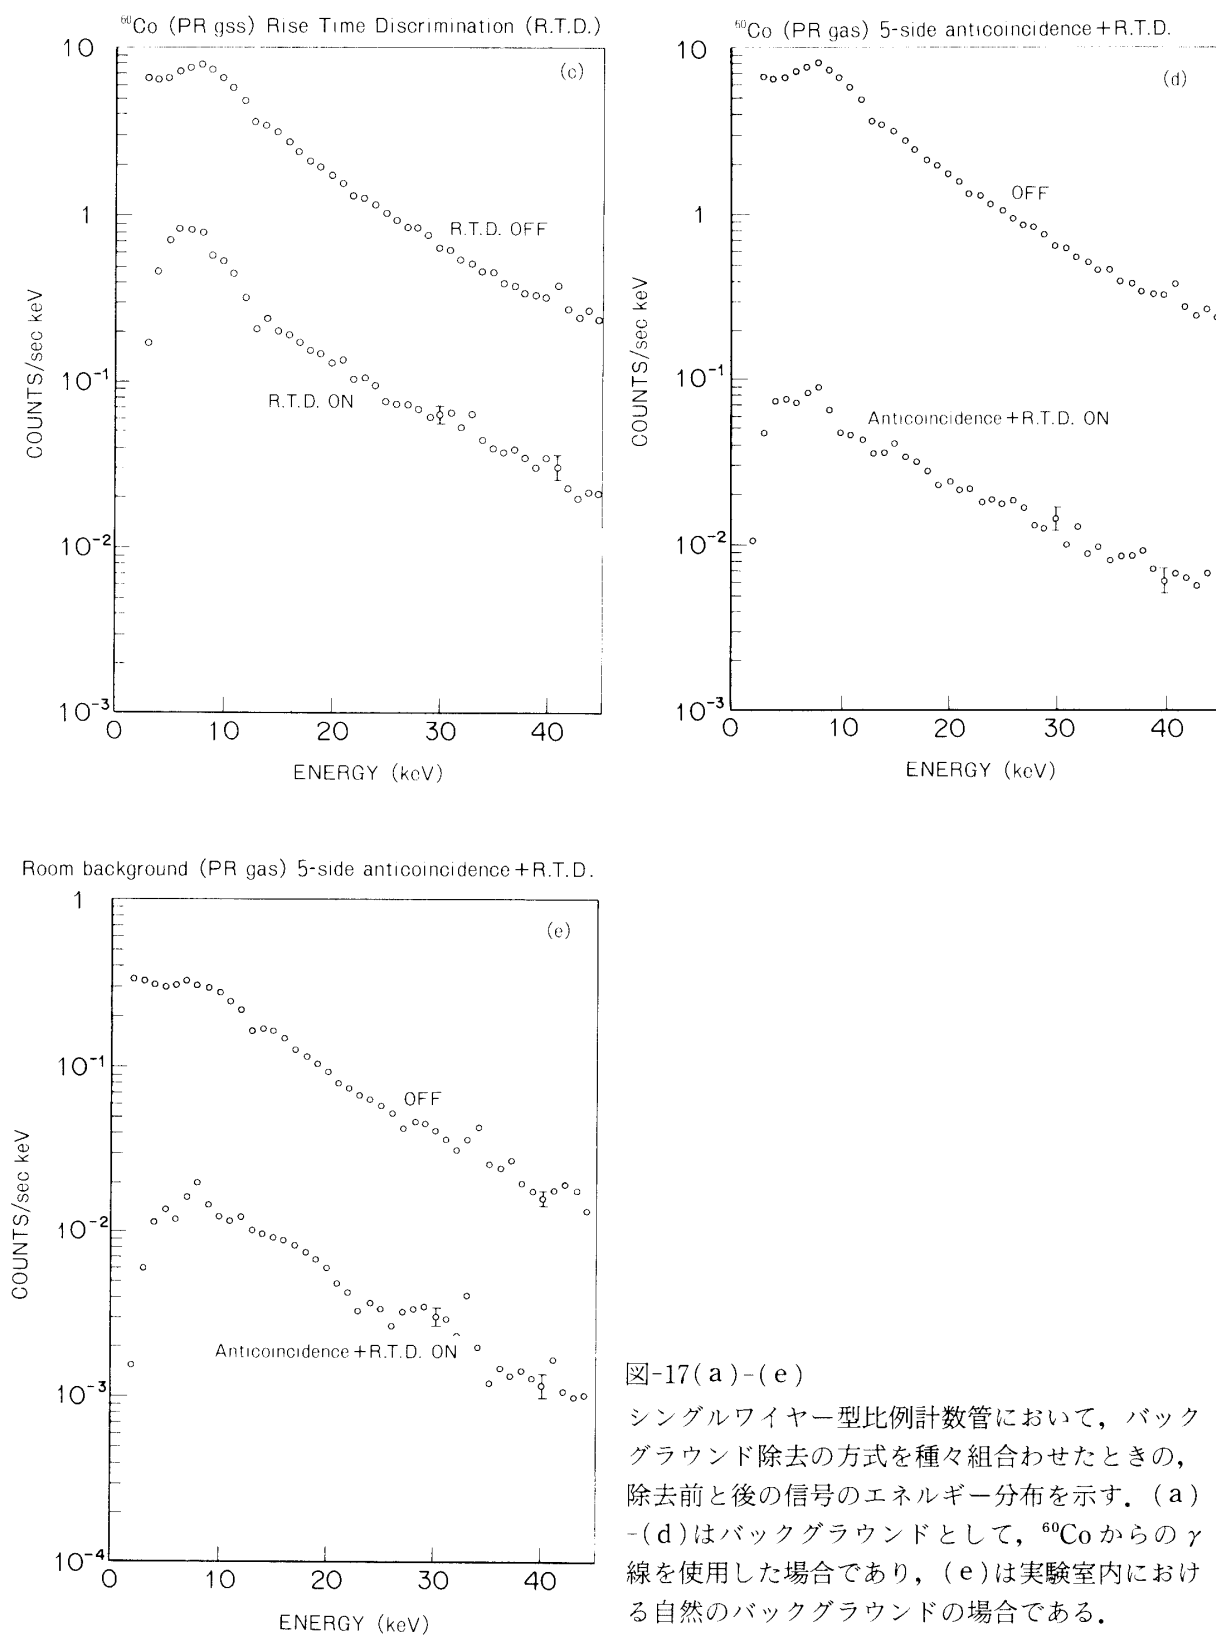 ⁶⁰Co (PR gss) Rise Time Discrimination (R.T.D.)
(c)
10
1
10⁻¹
10⁻²
10⁻³
R.T.D. OFF
R.T.D. ON
COUNTS/sec keV
0 10 20 30 40
ENERGY (keV)
⁶⁰Co (PR gas) 5-side anticoincidence+R.T.D.
(d)
10
1
10⁻¹
10⁻²
10⁻³
OFF
Anticoincidence+R.T.D. ON
COUNTS/sec keV
0 10 20 30 40
ENERGY (keV)
Room background (PR gas) 5-side anticoincidence+R.T.D.
(e)
1
10⁻¹
10⁻²
10⁻³
10⁻⁴
OFF
Anticoincidence+R.T.D. ON
COUNTS/sec keV
0 10 20 30 40
ENERGY (keV)
図-17(a)-(e)
シングルワイヤー型比例計数管において，バック
グラウンド除去の方式を種々組合わせたときの，
除去前と後の信号のエネルギー分布を示す．(a)
-(d)はバックグラウンドとして，⁶⁰Coからのγ
線を使用した場合であり，(e)は実験室内におけ
る自然のバックグラウンドの場合である．